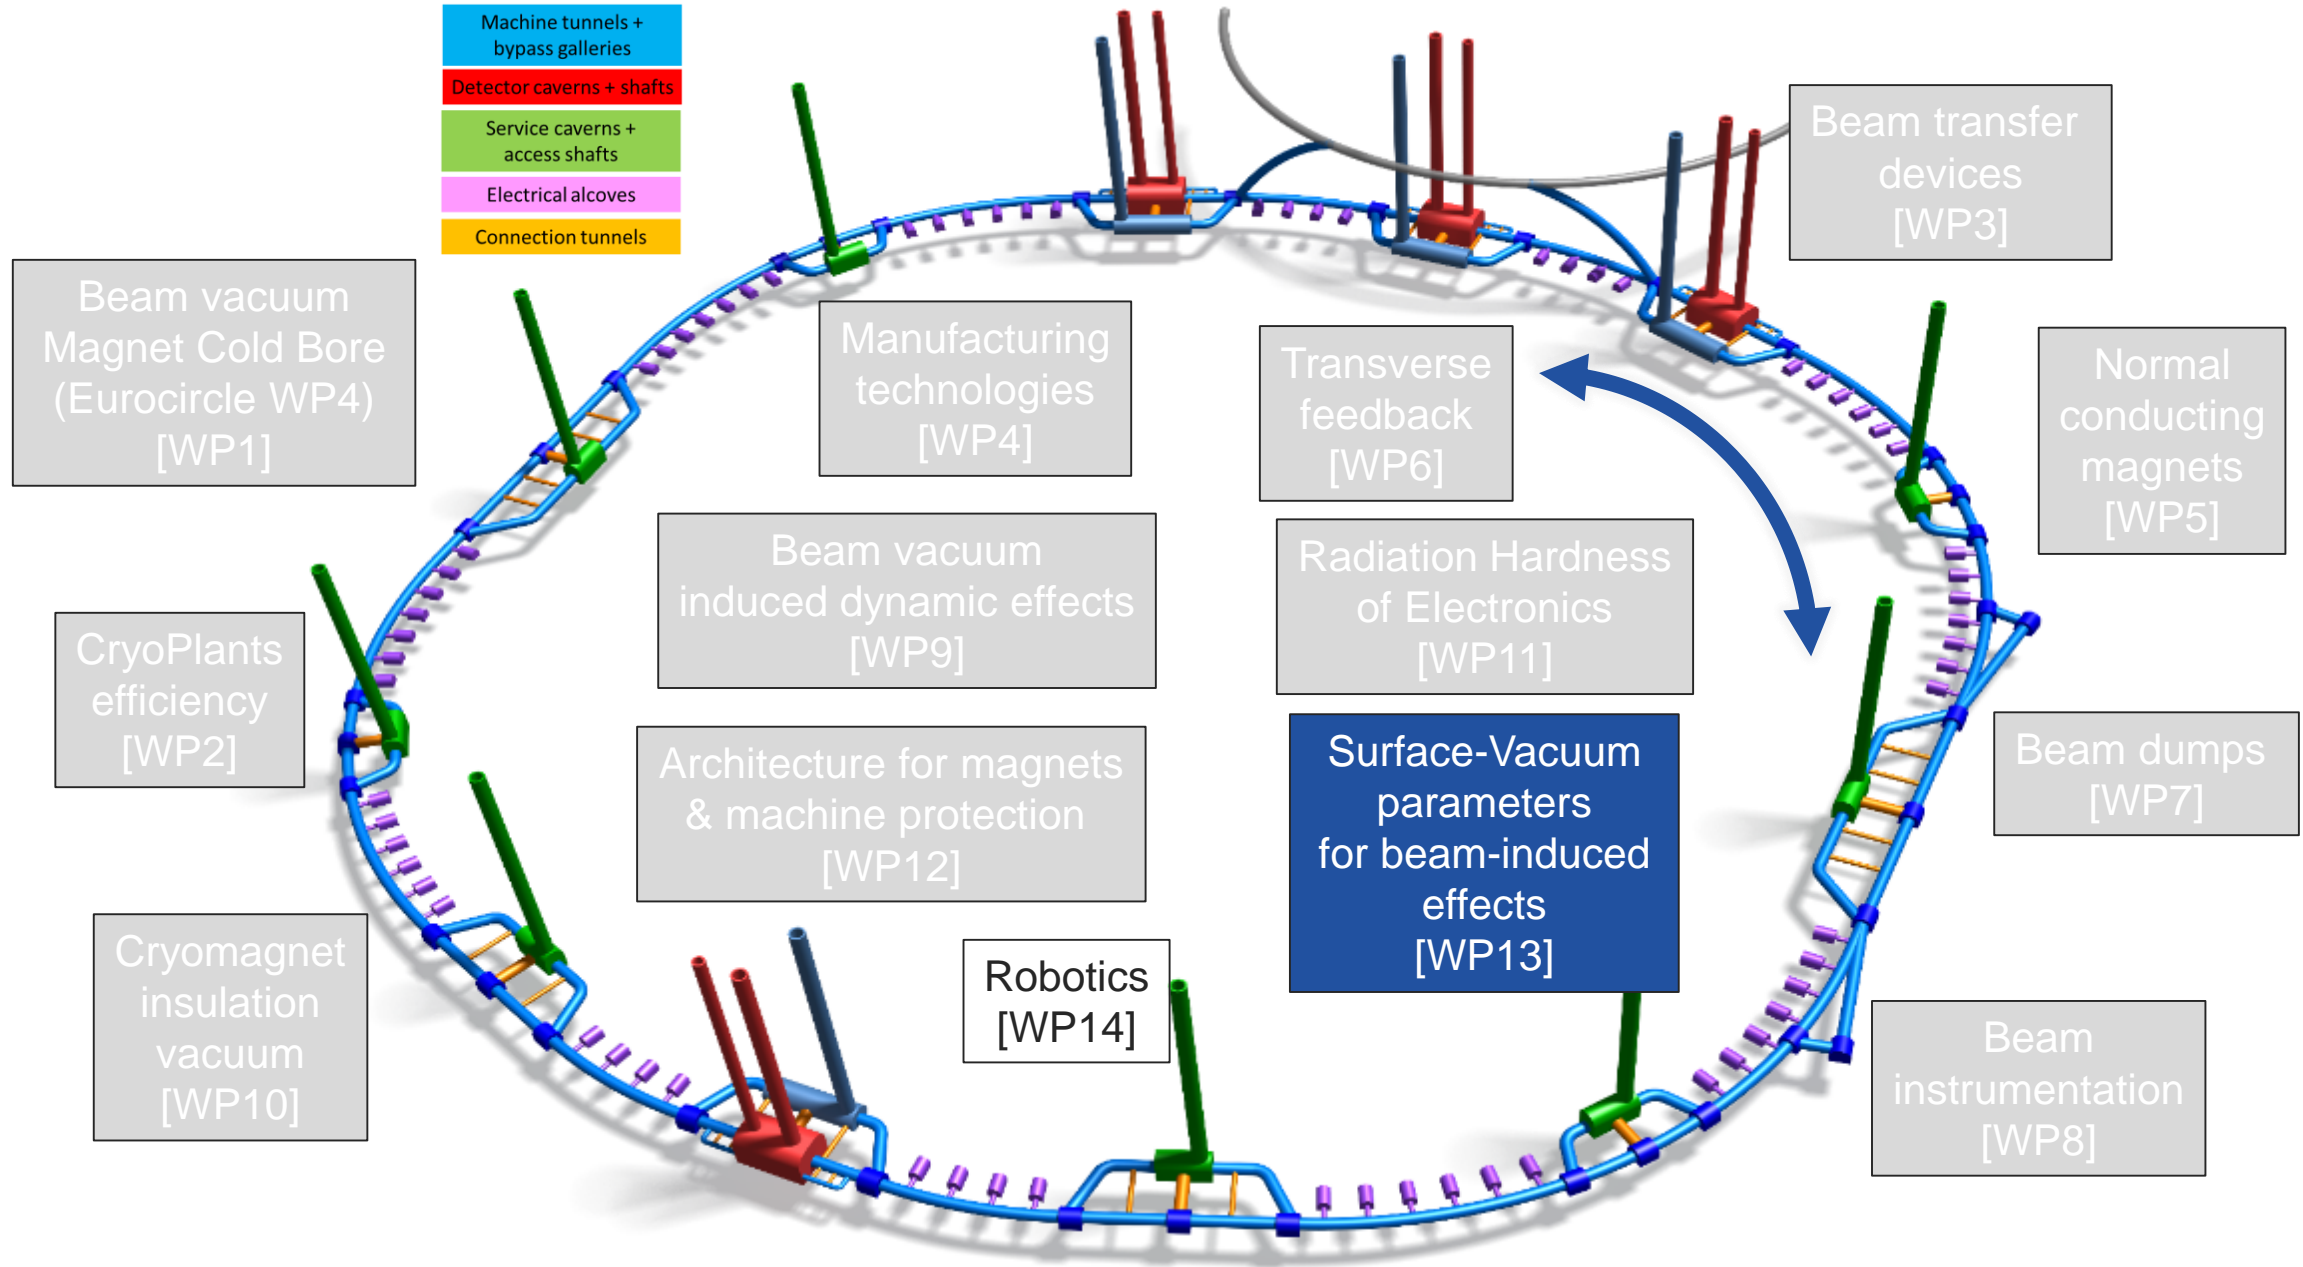 Machine tunnels +
bypass galleries
Detector caverns + shafts
Service caverns +
access shafts
Electrical alcoves
Connection tunnels
Beam transfer
devices
[WP3]
Beam vacuum
Magnet Cold Bore
(Eurocircle WP4)
[WP1]
Manufacturing
technologies
[WP4]
Transverse
feedback
[WP6]
Normal
conducting
magnets
[WP5]
Beam vacuum
induced dynamic effects
[WP9]
Radiation Hardness
of Electronics
[WP11]
CryoPlants
efficiency
[WP2]
Architecture for magnets
& machine protection
[WP12]
Surface-Vacuum
parameters
for beam-induced
effects
[WP13]
Beam dumps
[WP7]
Cryomagnet
insulation
vacuum
[WP10]
Robotics
[WP14]
Beam
instrumentation
[WP8]